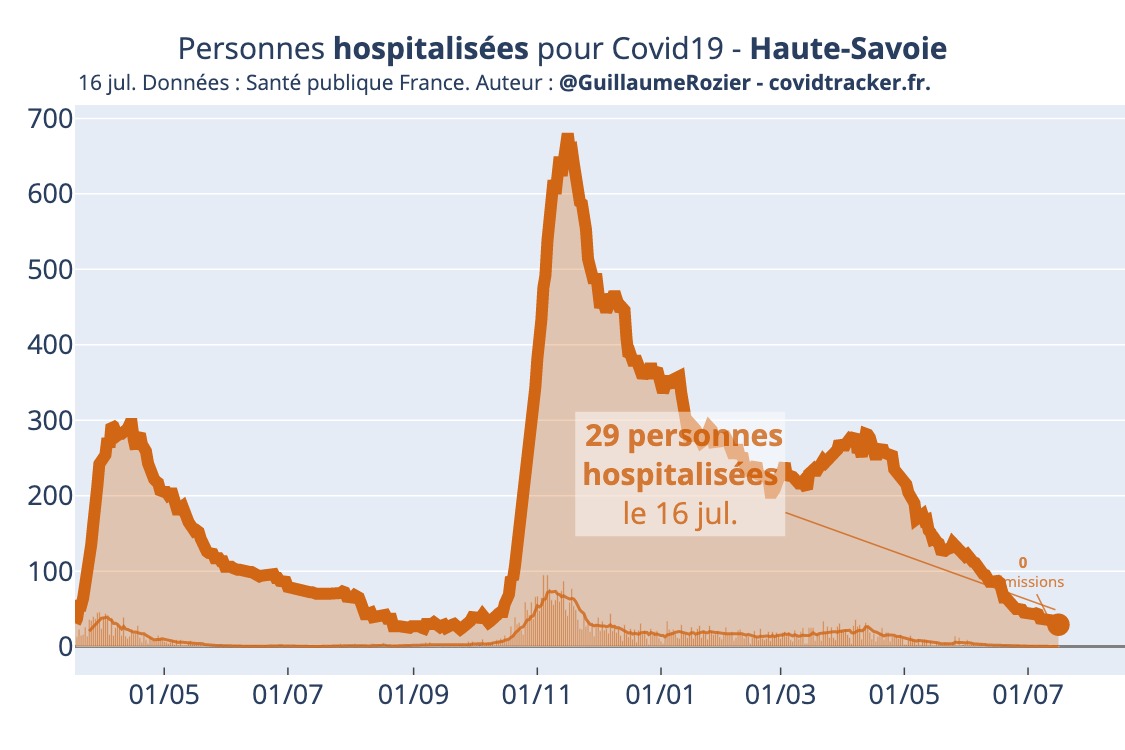 Personnes hospitalisées pour Covid19 - Haute-Savoie
16 jul. Données : Santé publique France. Auteur : @GuillaumeRozier - covidtracker.fr.
700
600
500
400
300
200
100
0
29 personnes
hospitalisées
le 16 jul.
0
missions
01/05 01/07 01/09 01/11 01/01 01/03 01/05 01/07